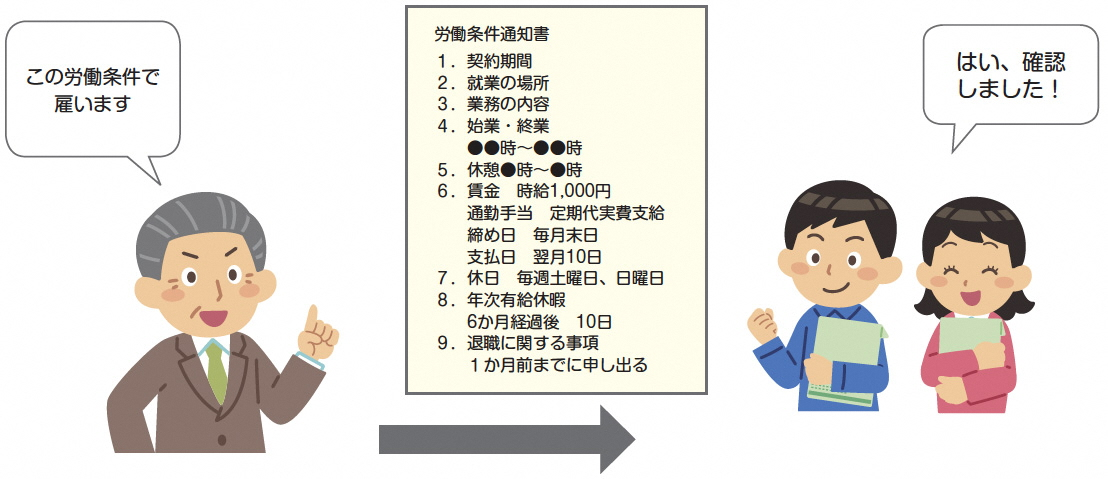 この労働条件で
雇います
労働条件通知書
1．契約期間
2．就業の場所
3．業務の内容
4．始業・終業
●●時～●●時
5．休憩●時～●時
6．賃金　時給1,000円
通勤手当　定期代実費支給
締め日　毎月末日
支払日　翌月10日
7．休日　毎週土曜日、日曜日
8．年次有給休暇
6か月経過後　10日
9．退職に関する事項
１か月前までに申し出る
はい、確認
しました！